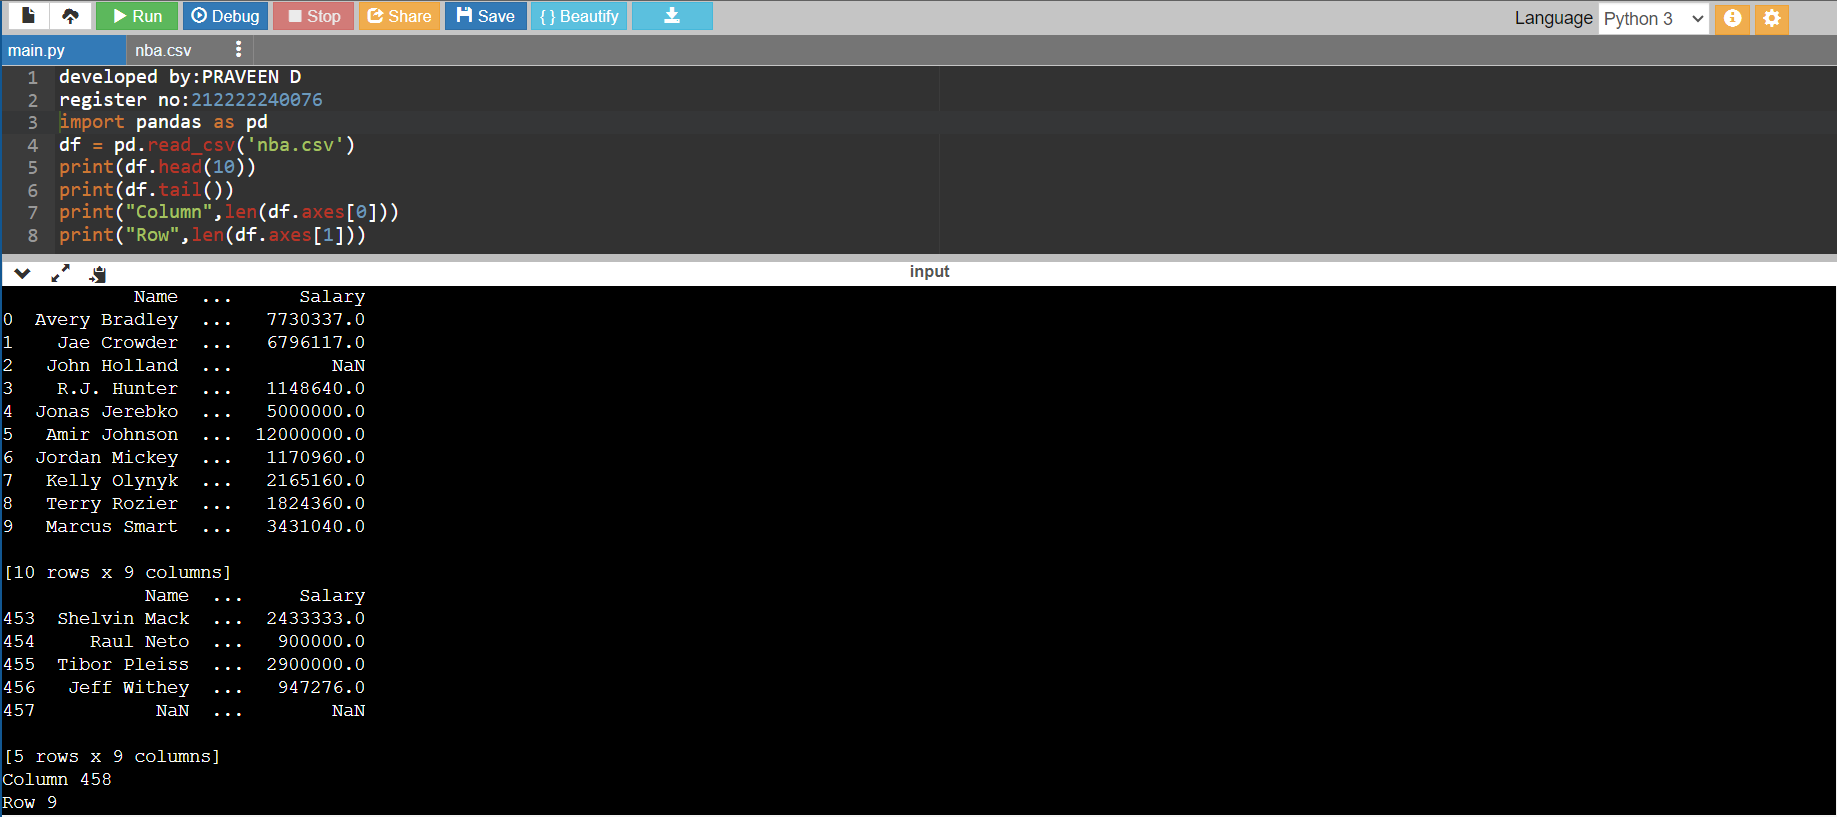 Run Debug Stop Share Save { } Beautify Language Python 3
main.py nba.csv
1 developed by:PRAVEEN D
2 register no:212222240076
3 import pandas as pd
4 df = pd.read_csv('nba.csv')
5 print(df.head(10))
6 print(df.tail())
7 print("Column",len(df.axes[0]))
8 print("Row",len(df.axes[1]))
input
Name ... Salary
0 Avery Bradley ... 7730337.0
1 Jae Crowder ... 6796117.0
2 John Holland ... NaN
3 R.J. Hunter ... 1148640.0
4 Jonas Jerebko ... 5000000.0
5 Amir Johnson ... 12000000.0
6 Jordan Mickey ... 1170960.0
7 Kelly Olynyk ... 2165160.0
8 Terry Rozier ... 1824360.0
9 Marcus Smart ... 3431040.0
[10 rows x 9 columns]
Name ... Salary
453 Shelvin Mack ... 2433333.0
454 Raul Neto ... 900000.0
455 Tibor Pleiss ... 2900000.0
456 Jeff Withey ... 947276.0
457 NaN ... NaN
[5 rows x 9 columns]
Column 458
Row 9